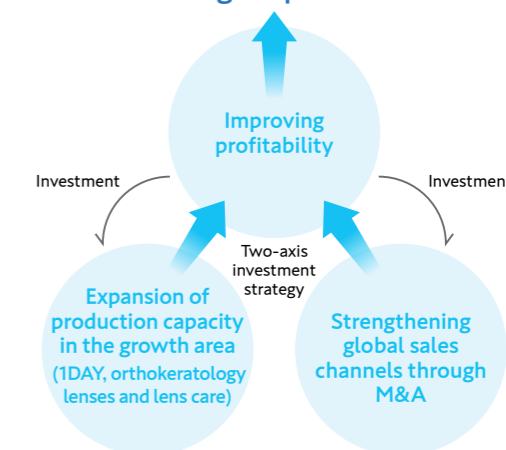 Improving
profitability
Investment
Investmen
Two-axis
investment
strategy
Expansion of
production capacity
in the growth area
(1DAY, orthokeratology
lenses and lens care)
Strengthening
global sales
channels through
M&A